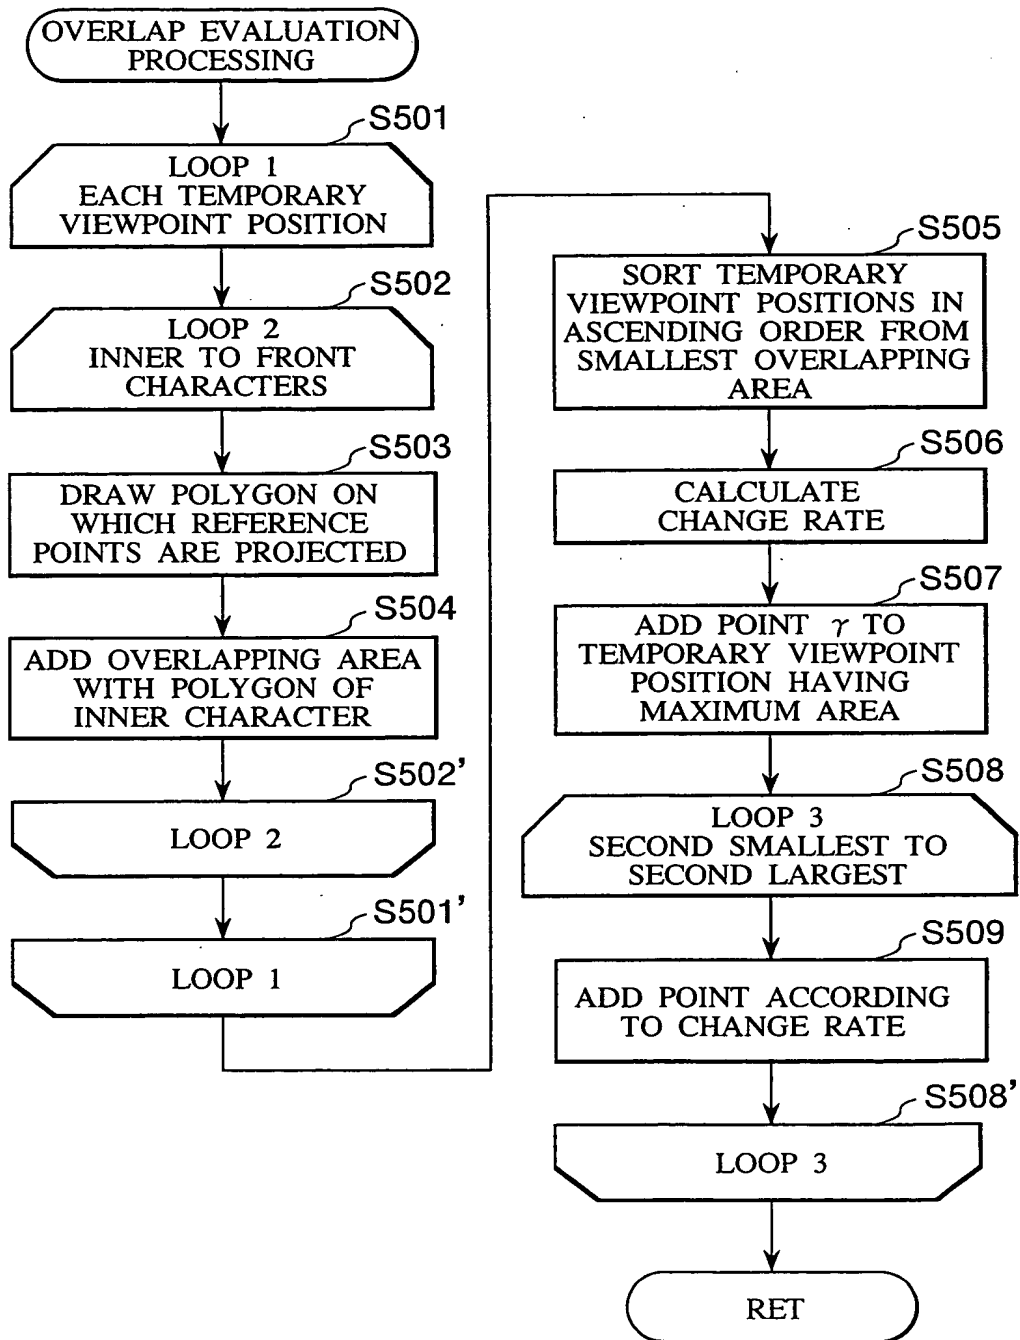 OVERLAP EVALUATION
PROCESSING
S501
LOOP 1
EACH TEMPORARY
VIEWPOINT POSITION
S502
LOOP 2
INNER TO FRONT
CHARACTERS
S503
DRAW POLYGON ON
WHICH REFERENCE
POINTS ARE PROJECTED
S504
ADD OVERLAPPING AREA
WITH POLYGON OF
INNER CHARACTER
S502'
LOOP 2
S501'
LOOP 1
S505
SORT TEMPORARY
VIEWPOINT POSITIONS IN
ASCENDING ORDER FROM
SMALLEST OVERLAPPING
AREA
S506
CALCULATE
CHANGE RATE
S507
ADD POINT γ TO
TEMPORARY VIEWPOINT
POSITION HAVING
MAXIMUM AREA
S508
LOOP 3
SECOND SMALLEST TO
SECOND LARGEST
S509
ADD POINT ACCORDING
TO CHANGE RATE
S508'
LOOP 3
RET